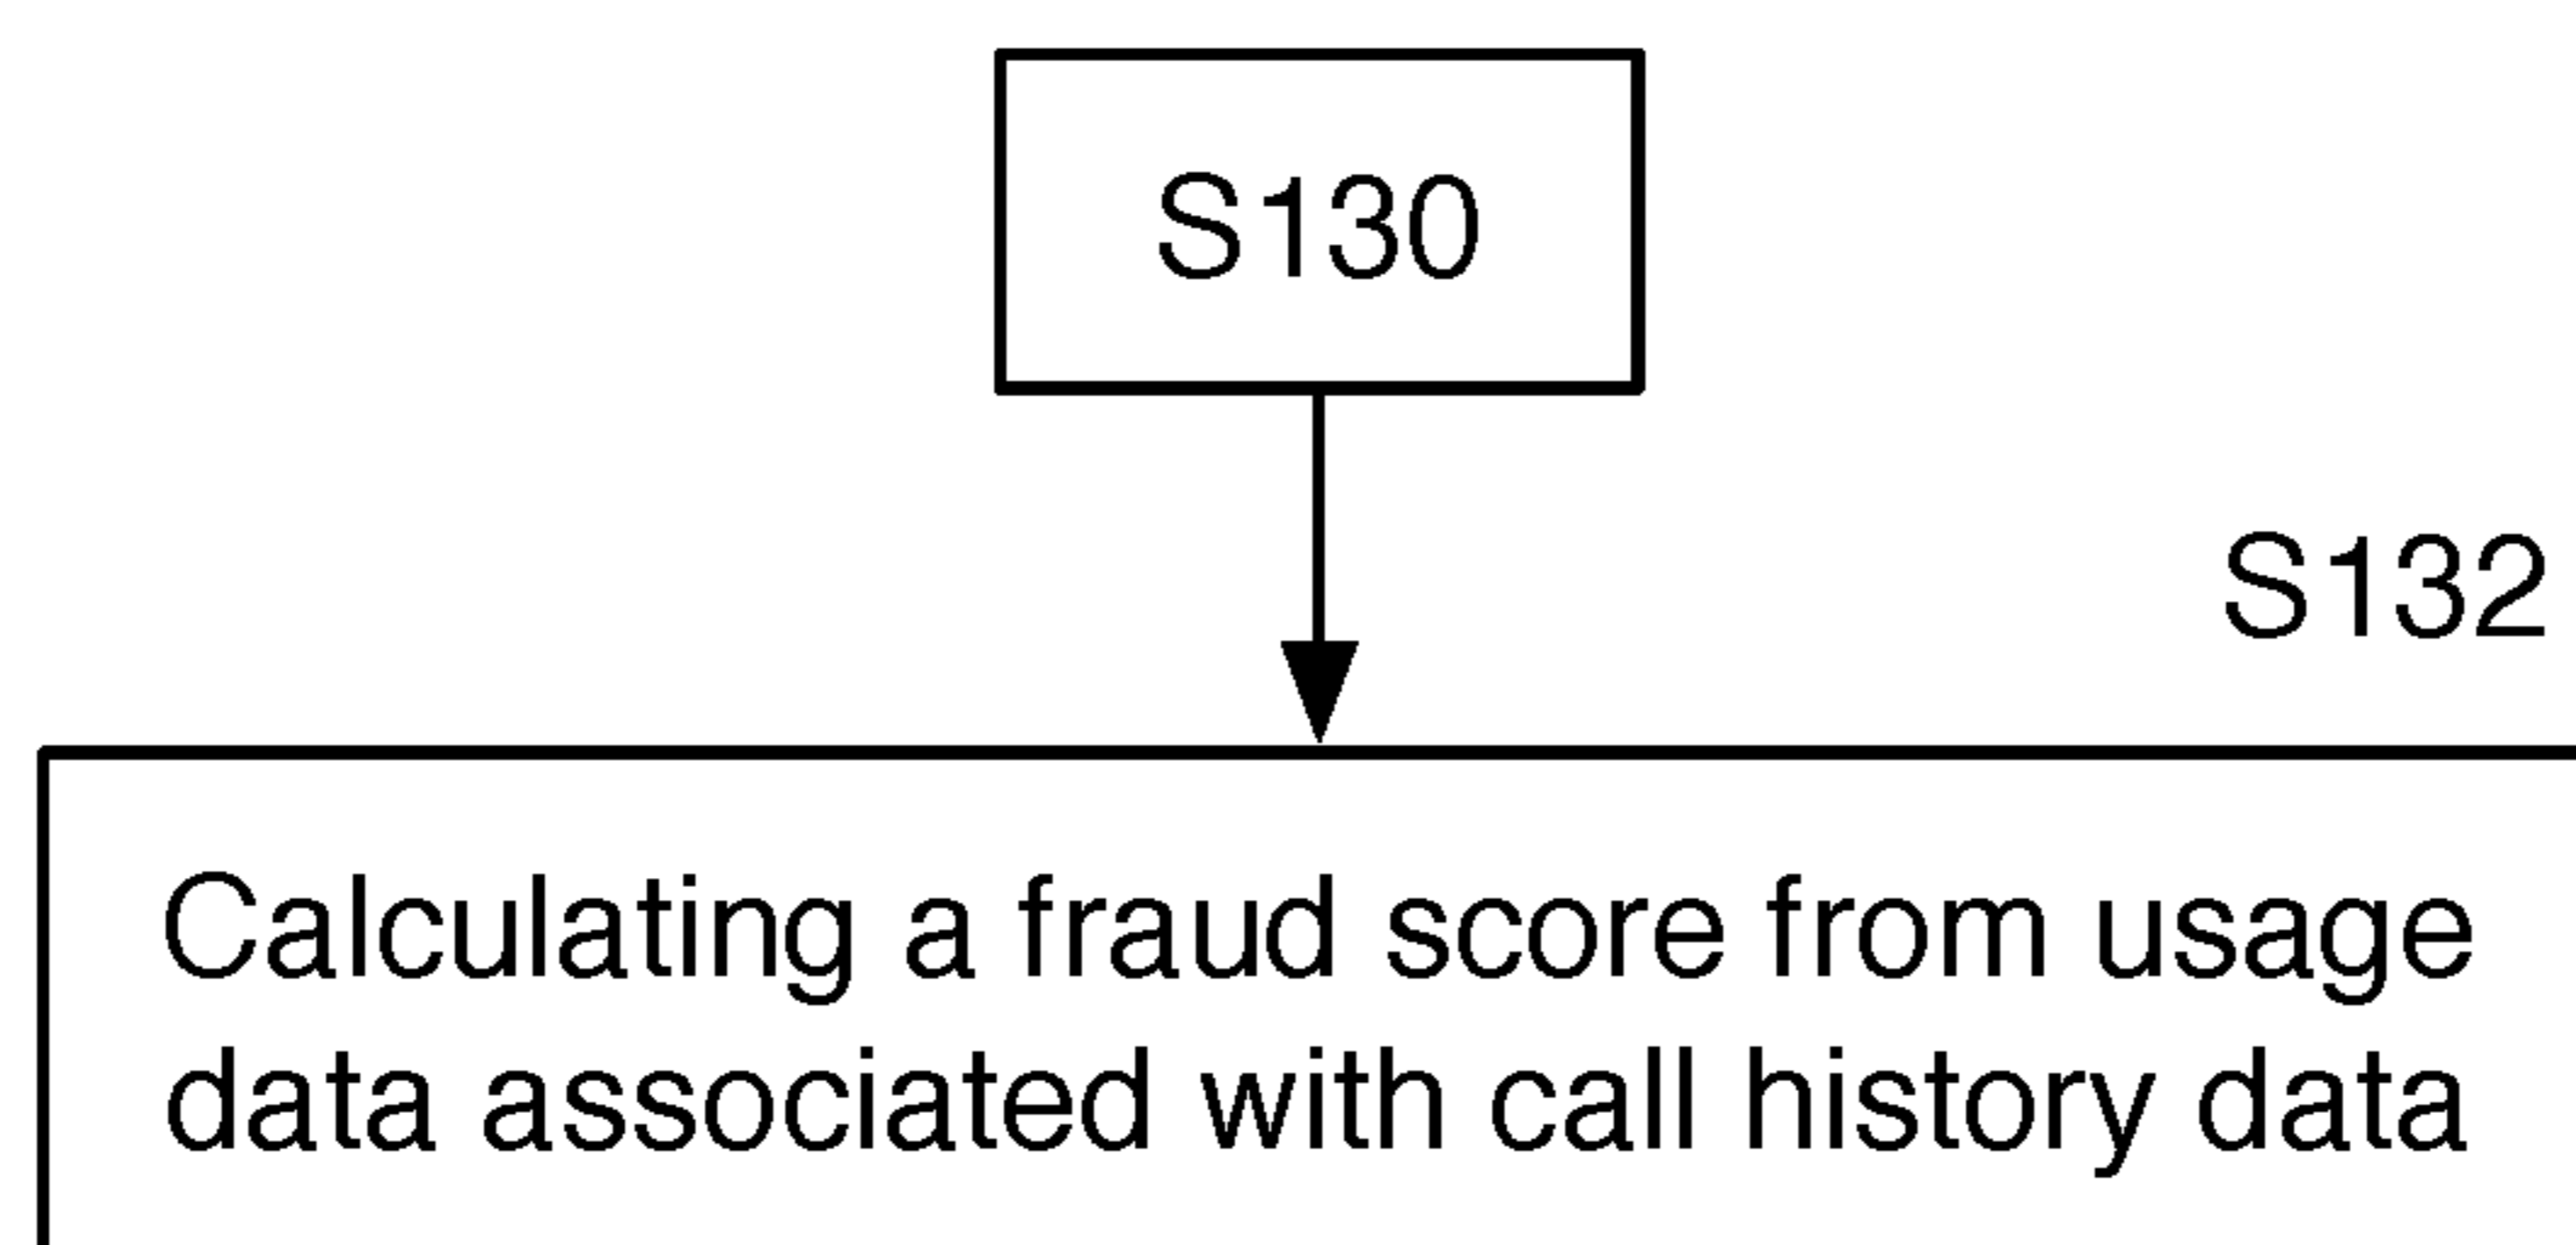 S130
S132
Calculating a fraud score from usage
data associated with call history data